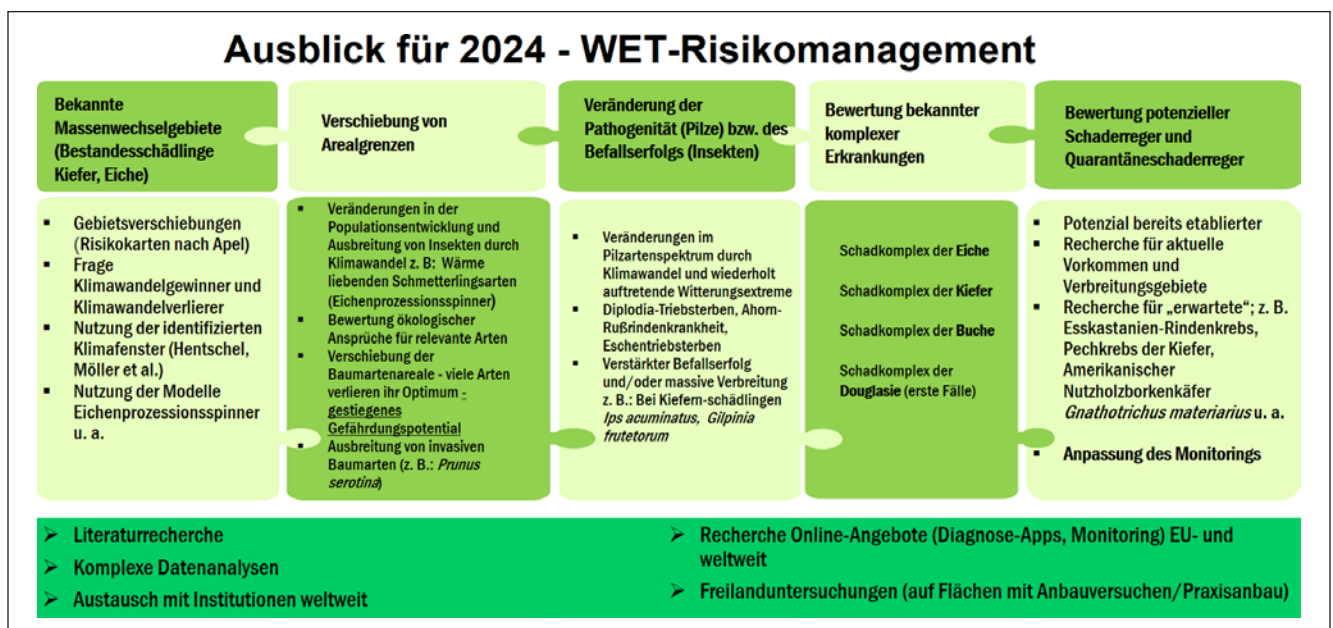 Ausblick für 2024 - WET-Risikomanagement
Bekannte
Massenwechselgebiete
(Bestandesschädlinge
Kiefer, Eiche)
Verschiebung von
Arealgrenzen
Veränderung der
Pathogenität (Pilze) bzw. des
Befallserfolgs (Insekten)
Bewertung bekannter
komplexer
Erkrankungen
Bewertung potenzieller
Schaderreger und
Quarantäneschaderreger
▪ Gebietsverschiebungen
(Risikokarten nach Apel)
▪ Frage
Klimawandelgewinner und
Klimawandelverlierer
▪ Nutzung der identifizierten
Klimafenster (Hentschel,
Möller et al.)
▪ Nutzung der Modelle
Eichenprozessionsspinner
u. a.
▪ Veränderungen in der
Populationsentwicklung und
Ausbreitung von Insekten durch
Klimawandel z. B: Wärme
liebenden Schmetterlingsarten
(Eichenprozessionsspinner)
▪ Bewertung ökologischer
Ansprüche für relevante Arten
▪ Verschiebung der
Baumartenareale - viele Arten
verlieren ihr Optimum -
gestiegenes
Gefährdungspotential
▪ Ausbreitung von invasiven
Baumarten (z. B.: Prunus
serotina)
▪ Veränderungen im
Pilzartenspektrum durch
Klimawandel und wiederholt
auftretende Witterungsextreme
▪ Diplodia-Triebsterben, Ahorn-
Rußrindenkrankheit,
Eschentriebsterben
▪ Verstärkter Befallserfolg
und/oder massive Verbreitung
z. B.: Bei Kiefern-schädlingen
Ips acuminatus, Gilpinia
frutetorum
Schadkomplex der Eiche
Schadkomplex der Kiefer
Schadkomplex der Buche
Schadkomplex der
Douglasie (erste Fälle)
▪ Potenzial bereits etablierter
▪ Recherche für aktuelle
Vorkommen und
Verbreitungsgebiete
▪ Recherche für „erwartete“; z. B.
Esskastanien-Rindenkrebs,
Pechkrebs der Kiefer,
Amerikanischer
Nutzholzborkenkäfer
Gnathotrichus materiarius u. a.
▪ Anpassung des Monitorings
➢ Literaturrecherche
➢ Komplexe Datenanalysen
➢ Austausch mit Institutionen weltweit
➢ Recherche Online-Angebote (Diagnose-Apps, Monitoring) EU- und
weltweit
➢ Freilanduntersuchungen (auf Flächen mit Anbauversuchen/Praxisanbau)